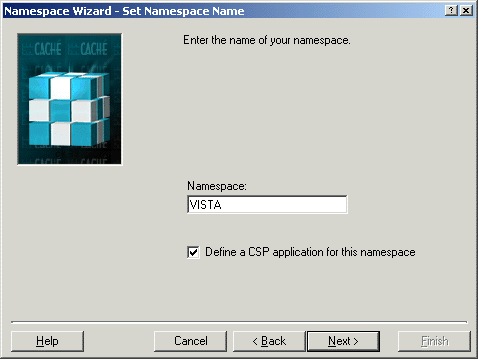 Namespace Wizard - Set Namespace Name
Enter the name of your namespace.
CACHE CACHE
Namespace:
VISTA
Define a CSP application for this namespace
Help Cancel < Back Next > Finish